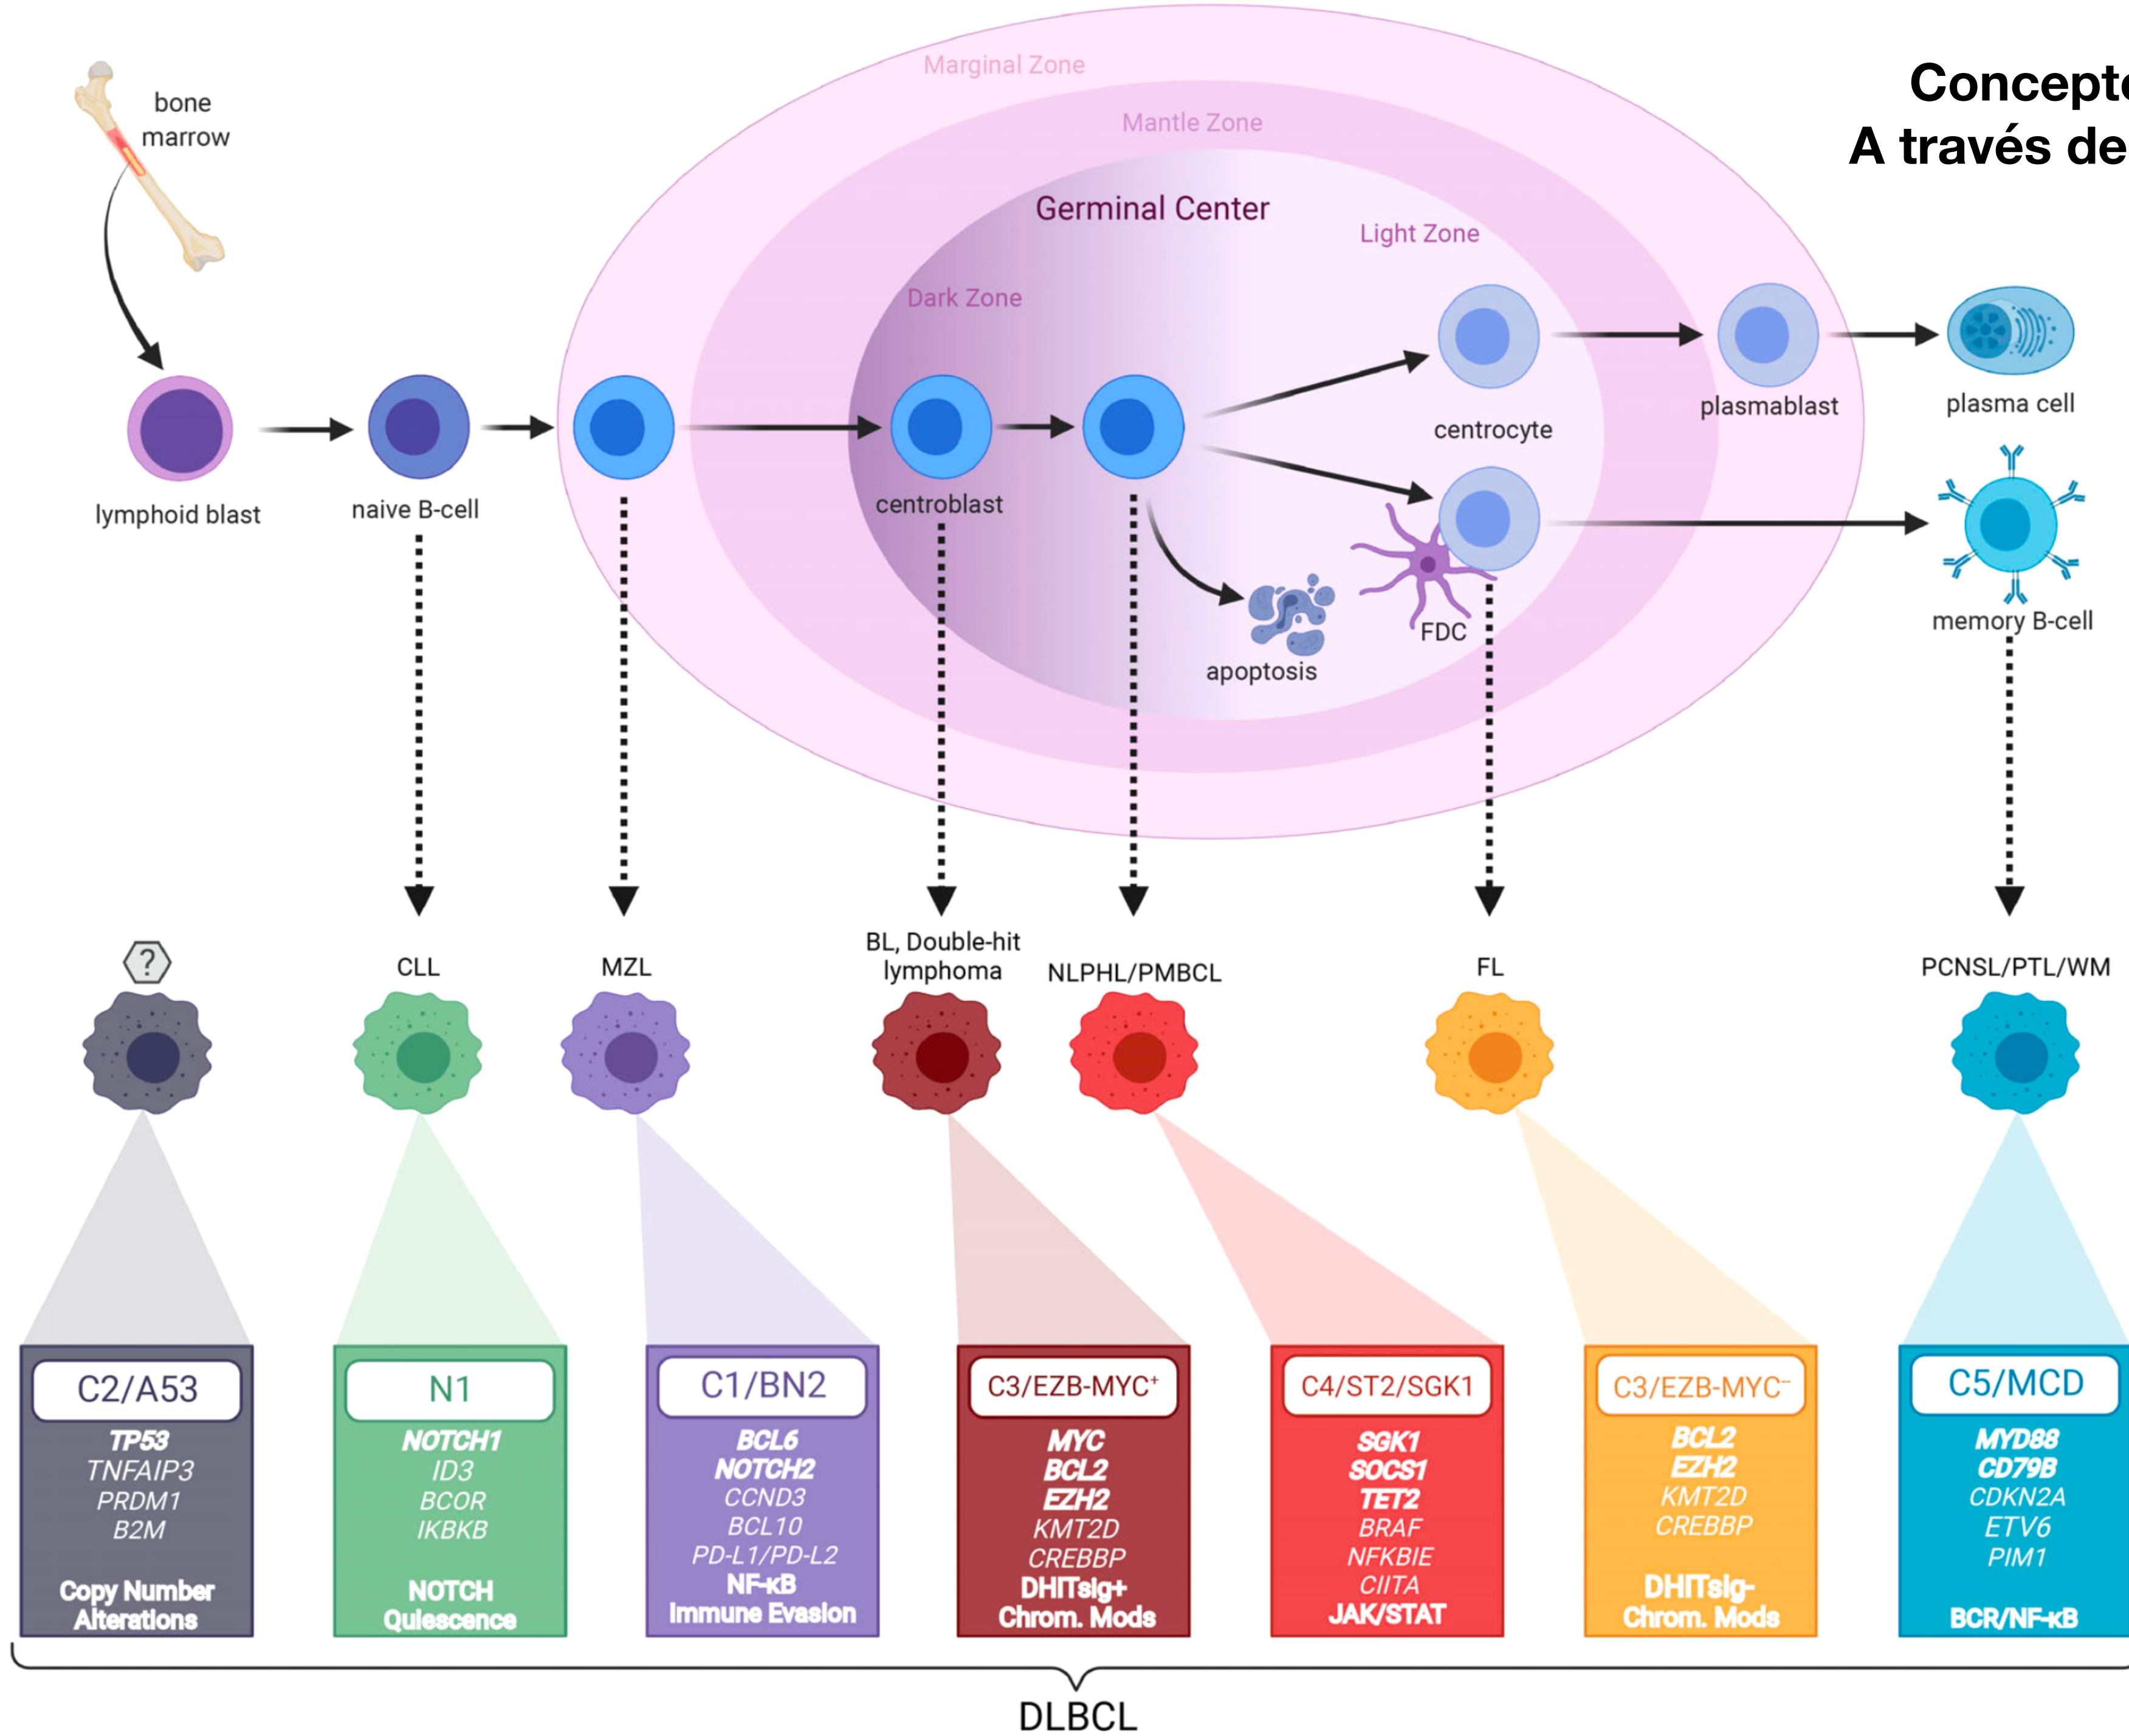 Marginal Zone
Mantle Zone
Germinal Center
Light Zone
Dark Zone
A través de
bone
marrow
lymphoid blast
naive B-cell
centroblast
centrocyte
plasmablast
plasma cell
memory B-cell
FDC
apoptosis
?
CLL
MZL
BL, Double-hit
lymphoma
NLPHL/PMBCL
FL
PCNSL/PTL/WM
C2/A53
TP53
TNFAIP3
PRDM1
B2M
Copy Number
Alterations
N1
NOTCH1
ID3
BCOR
IKBKB
NOTCH
Quiescence
C1/BN2
BCL6
NOTCH2
CCND3
BCL10
PD-L1/PD-L2
NF-κB
Immune Evasion
C3/EZB-MYC⁺
MYC
BCL2
EZH2
KMT2D
CREBBP
DHITsig+
Chrom. Mods
C4/ST2/SGK1
SGK1
SOCS1
TET2
BRAF
NFKBIE
CIITA
JAK/STAT
C3/EZB-MYC⁻
BCL2
EZH2
KMT2D
CREBBP
DHITsig-
Chrom. Mods
C5/MCD
MYD88
CD79B
CDKN2A
ETV6
PIM1
BCR/NF-κB
DLBCL